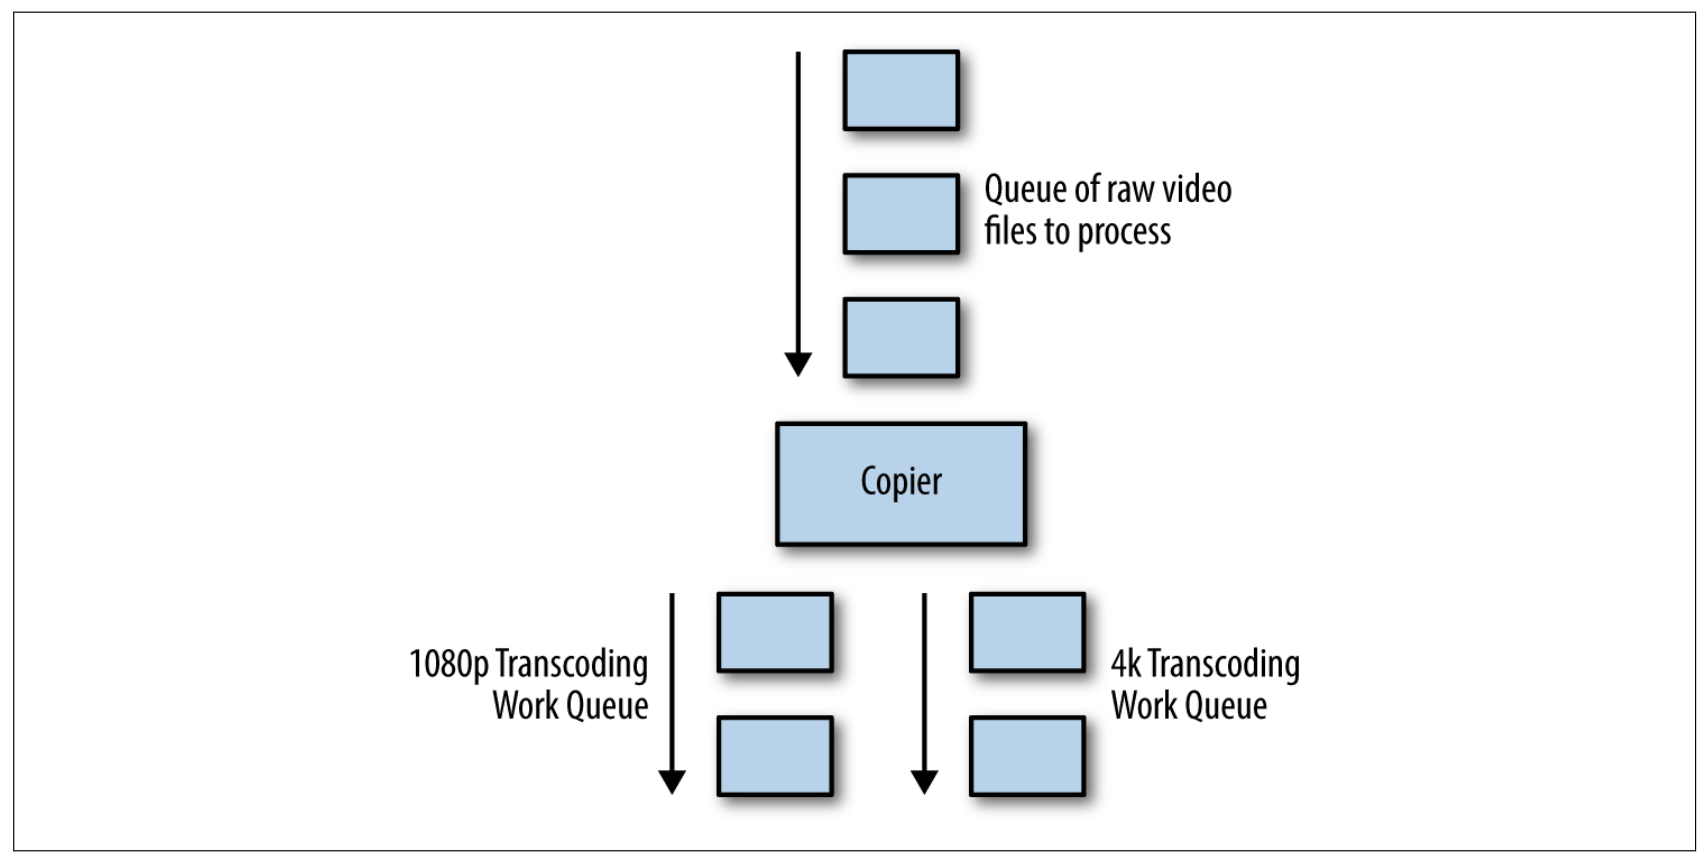 Queue of raw video
files to process
Copier
1080p Transcoding
Work Queue
4k Transcoding
Work Queue